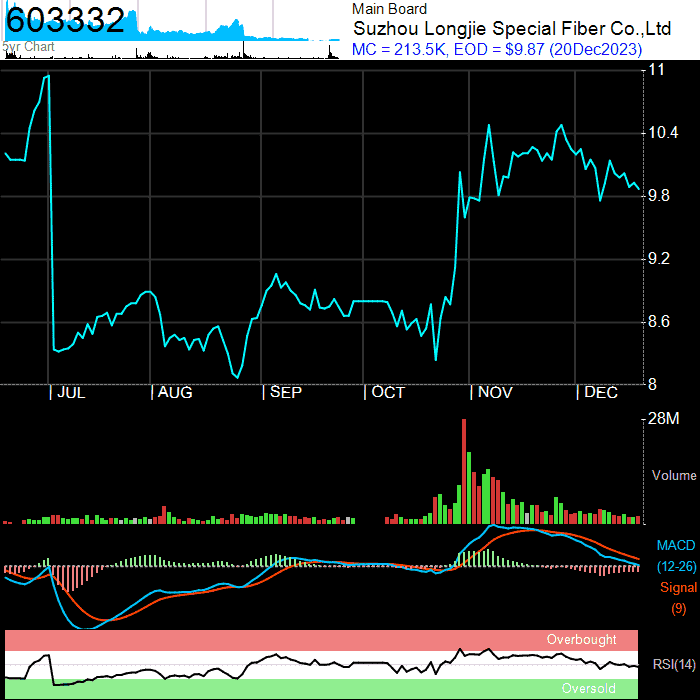 603332
5yr Chart
Main Board
Suzhou Longjie Special Fiber Co.,Ltd
MC = 213.5K, EOD = $9.87 (20Dec2023)
11
10.4
9.8
9.2
8.6
8
JUL AUG SEP OCT NOV DEC
28M
Volume
MACD
(12-26)
Signal
(9)
Overbought
RSI(14)
Oversold